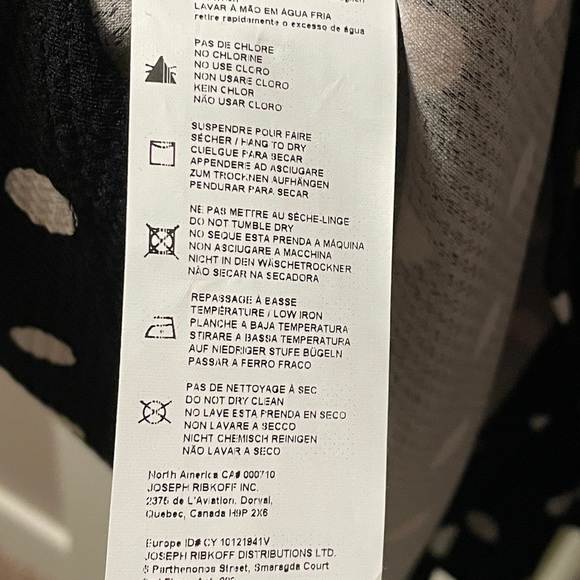 LAVAR À MÃO EM ÁGUA FRIA
retire rapidamente o excesso de água
PAS DE CHLORE
NO CHLORINE
NO USE CLORO
NON USARE CLORO
KEIN CHLOR
NÃO USAR CLORO
SUSPENDRE POUR FAIRE
SÉCHER / HANG TO DRY
CUELGUE PARA SECAR
APPENDERE AD ASCIUGARE
ZUM TROCKNEN AUFHÄNGEN
PENDURAR PARA SECAR
NE PAS METTRE AU SÈCHE-LINGE
DO NOT TUMBLE DRY
NO SEQUE ESTA PRENDA A MÁQUINA
NON ASCIUGARE A MACCHINA
NICHT IN DEN WÄSCHETROCKNER
NÃO SECAR NA SECADORA
REPASSAGE À BASSE
TEMPÉRATURE / LOW IRON
PLANCHE A BAJA TEMPERATURA
STIRARE A BASSA TEMPERATURA
AUF NIEDRIGER STUFE BÜGELN
PASSAR A FERRO FRACO
PAS DE NETTOYAGE À SEC
DO NOT DRY CLEAN
NO LAVE ESTA PRENDA EN SECO
NON LAVARE A SECCO
NICHT CHEMISCH REINIGEN
NÃO LAVAR A SECO
North America CA# 000710
JOSEPH RIBKOFF INC.
2375 de L'Aviation, Dorval,
Quebec, Canada H9P 2X6
Europe ID# CY 10121941V
JOSEPH RIBKOFF DISTRIBUTIONS LTD.
5 Parthenonos Street, Smaragda Court